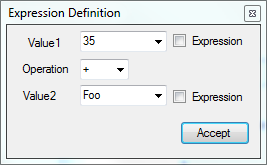 Expression Definition
Value1 35 Expression
Operation +
Value2 Foo Expression
Accept